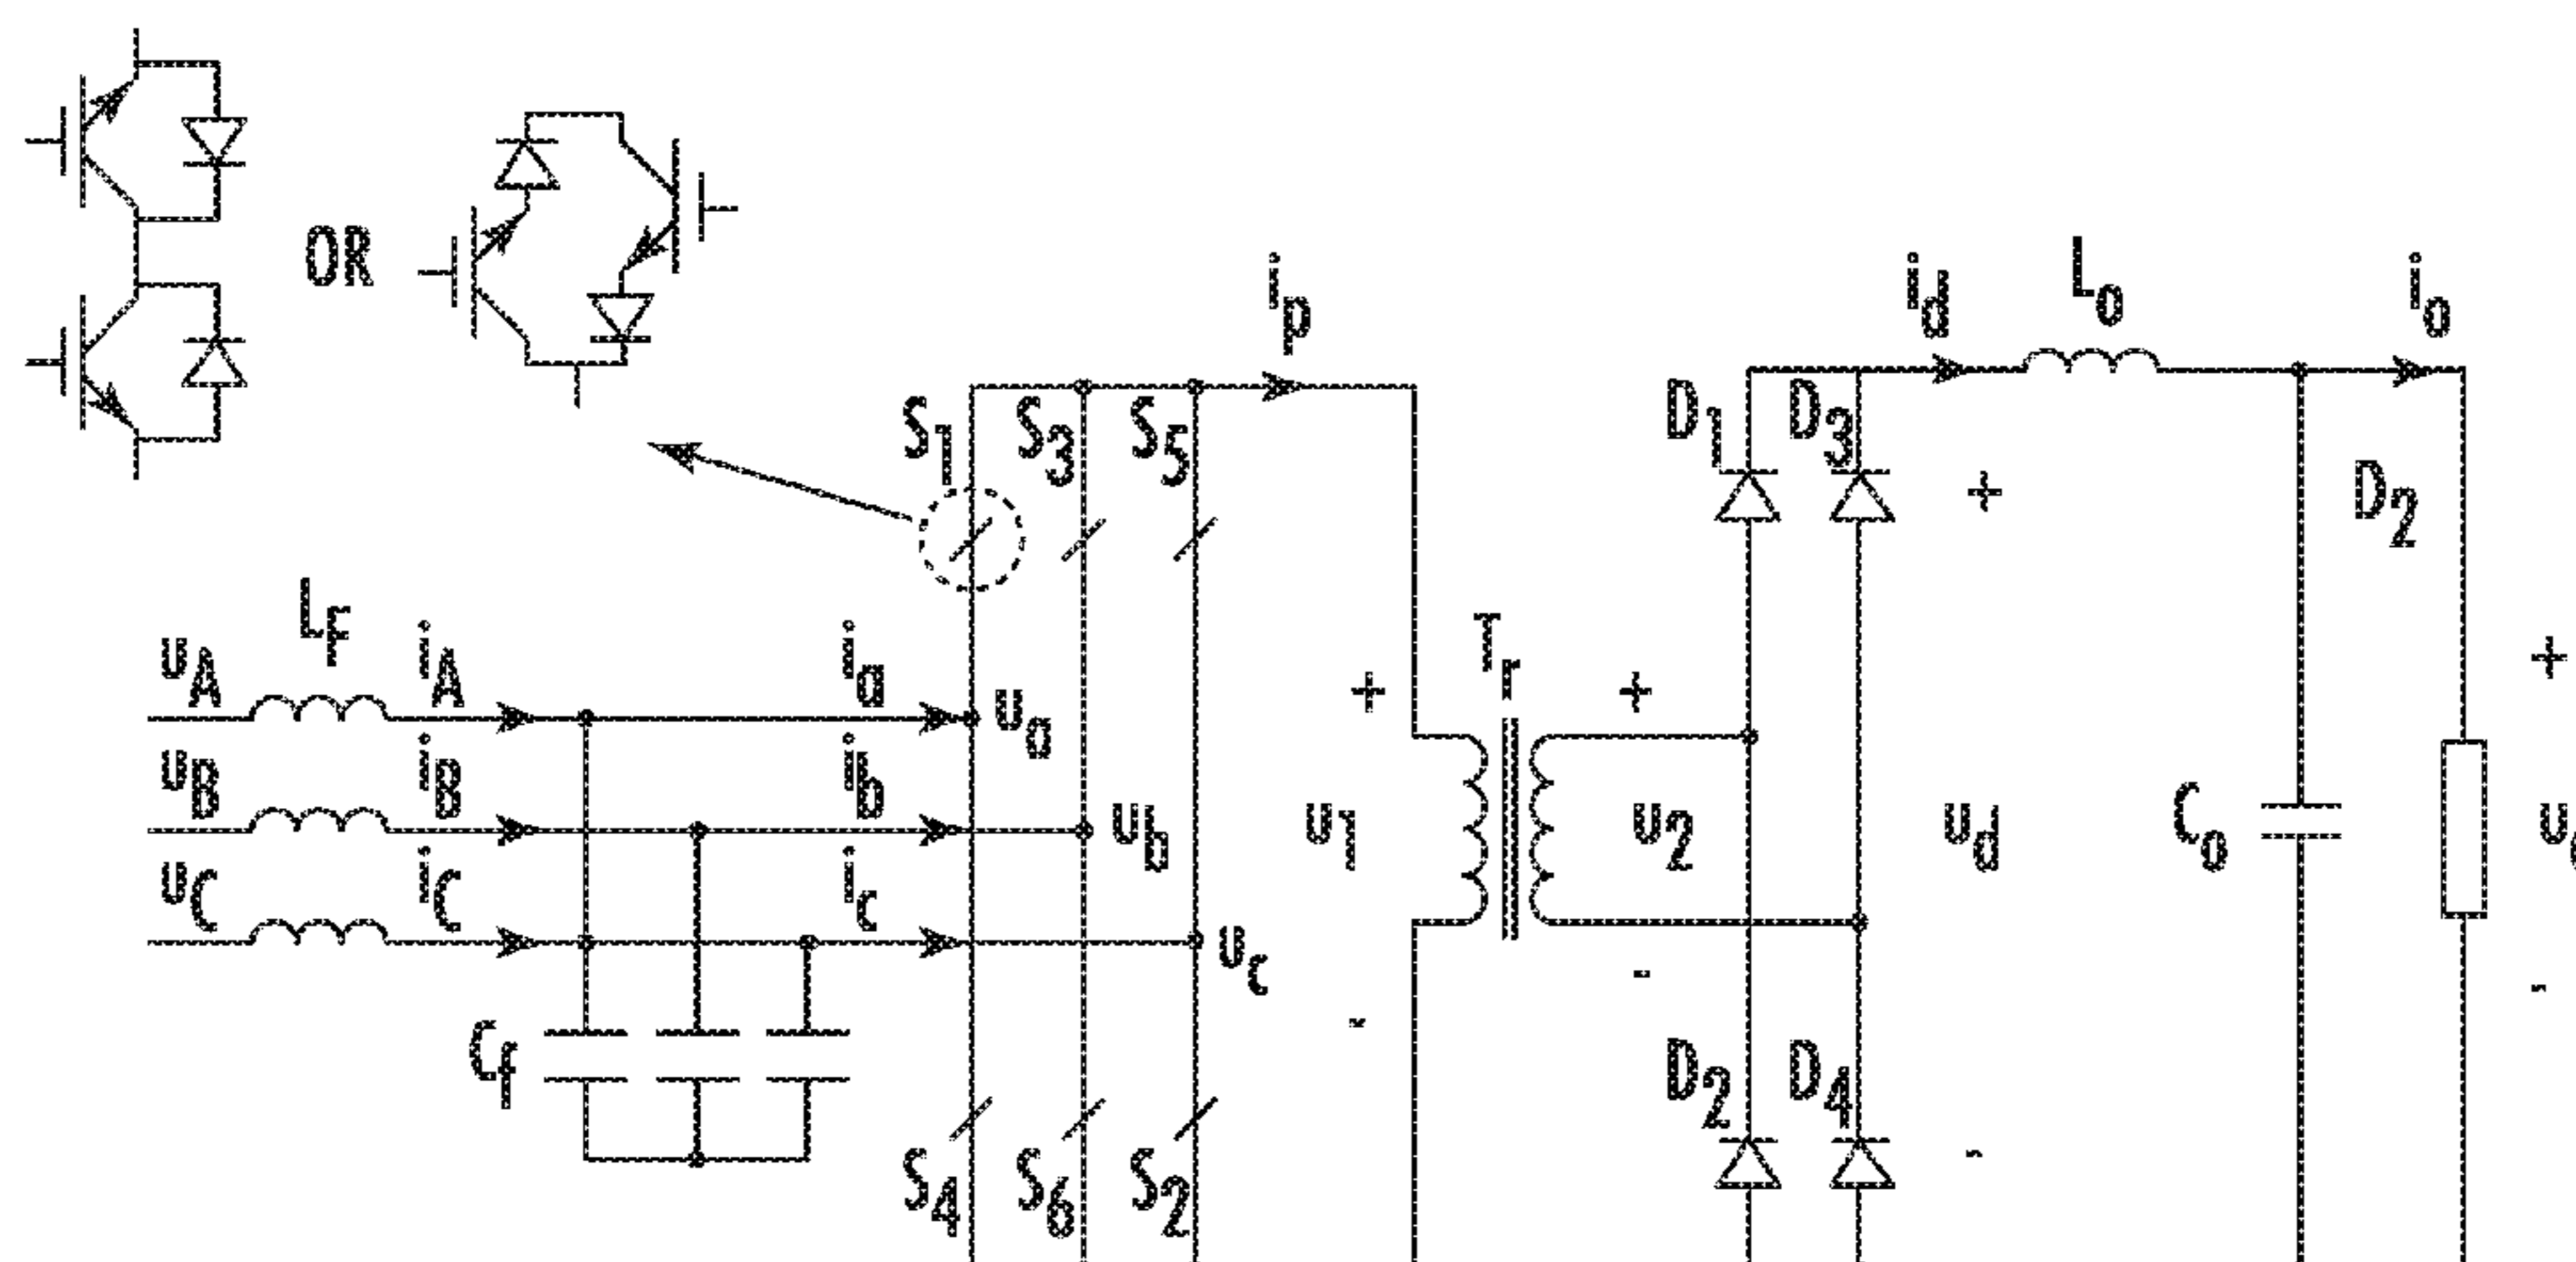 OR
i_p
i_d
L_o
i_o
S_1
S_3
S_5
D_1
D_3
+
D_2
L_F
u_A
i_A
i_a
u_a
T_r
+
+
+
u_B
i_B
i_b
u_b
u_1
u_2
u_d
C_o
u_C
i_C
i_c
u_c
-
-
-
C_f
D_2
D_4
-
S_4
S_6
S_2